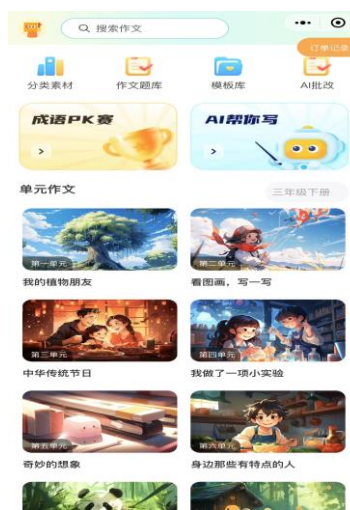 搜索作文
订单记录
分类素材
作文题库
模板库
AI批改
成语PK赛
AI帮你写
单元作文
三年级下册
第一单元
第二单元
我的植物朋友
看图画，写一写
第三单元
第四单元
中华传统节日
我做了一项小实验
第五单元
第六单元
奇妙的想象
身边那些有特点的人